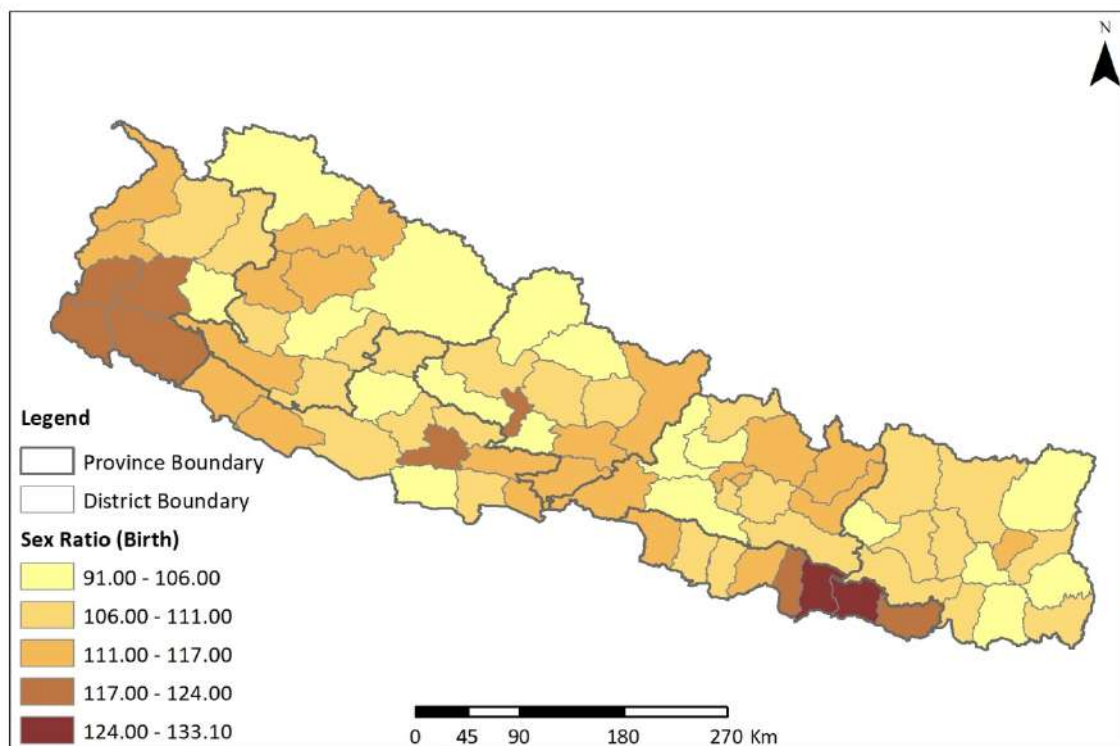 N
Legend
Province Boundary
District Boundary
Sex Ratio (Birth)
91.00 - 106.00
106.00 - 111.00
111.00 - 117.00
117.00 - 124.00
124.00 - 133.10
0 45 90 180 270 Km